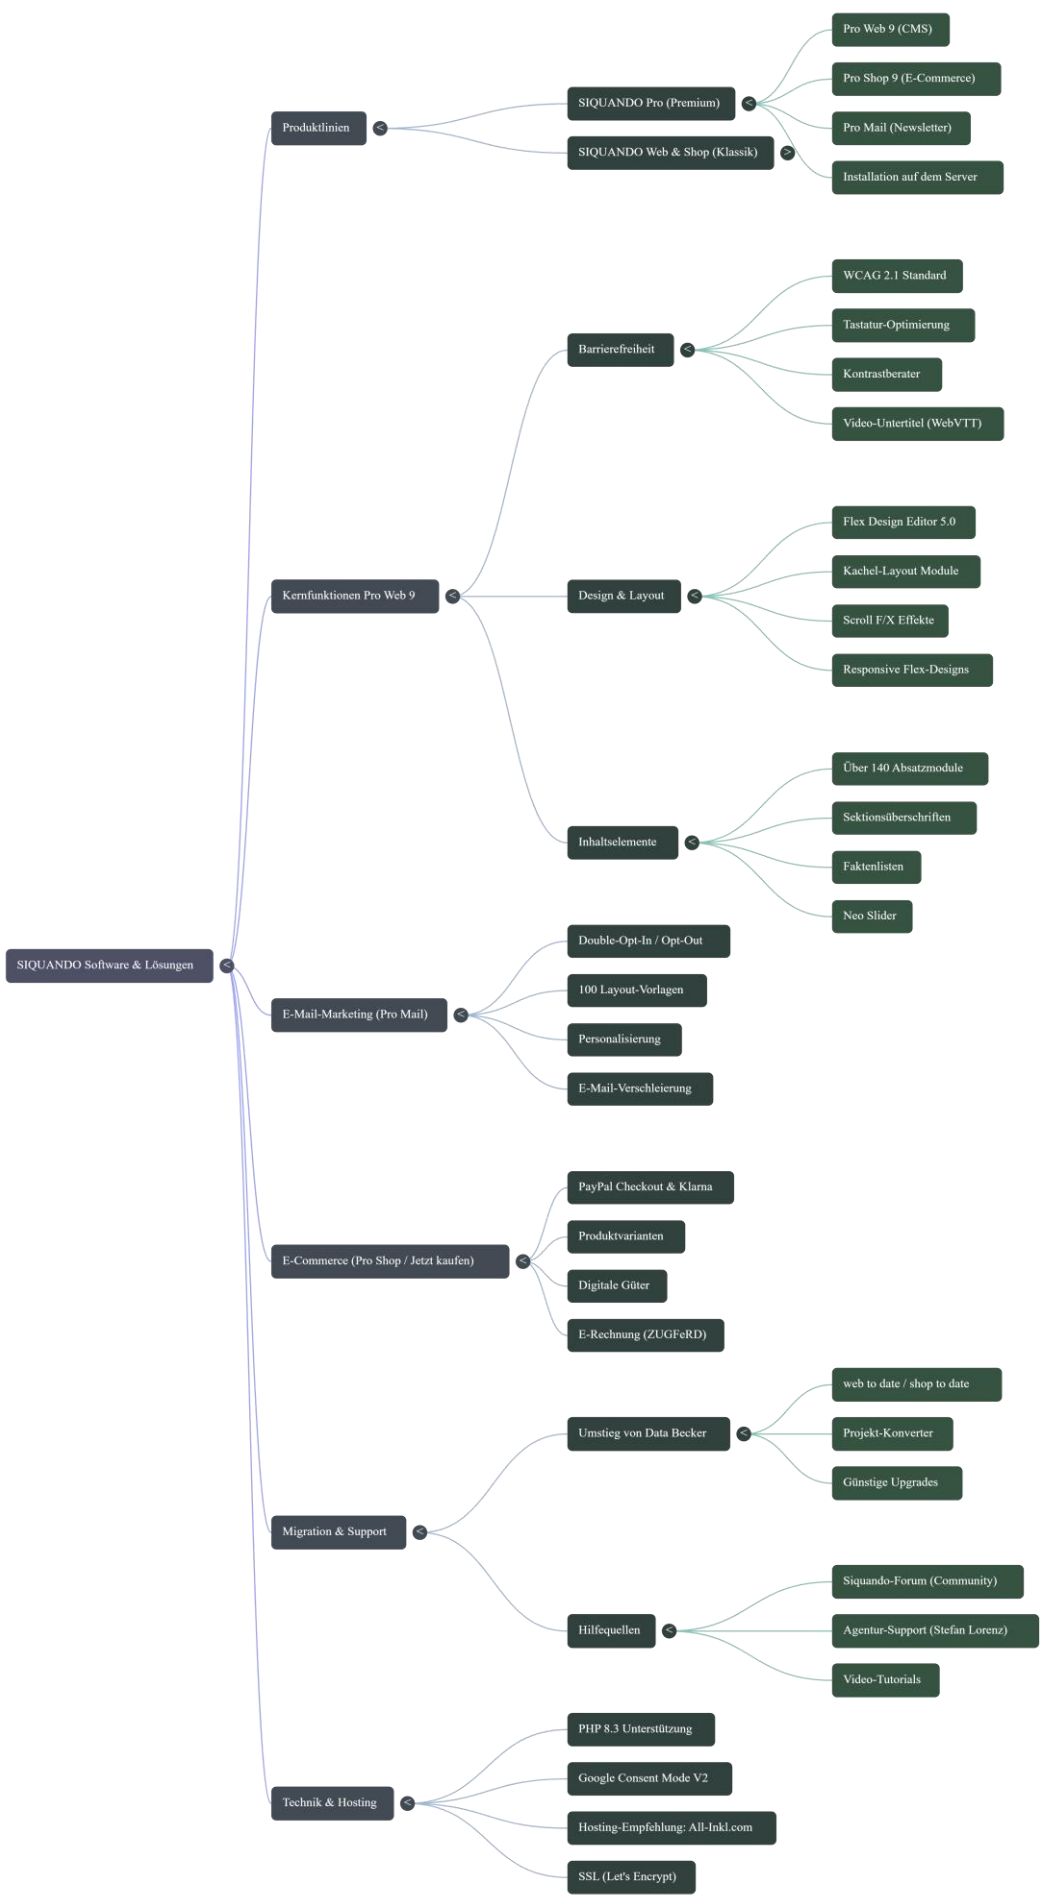 SIQUANDO Software & Lösungen
Produktlinien
SIQUANDO Pro (Premium)
Pro Web 9 (CMS)
Pro Shop 9 (E-Commerce)
Pro Mail (Newsletter)
Installation auf dem Server
SIQUANDO Web & Shop (Klassik)
Kernfunktionen Pro Web 9
Barrierefreiheit
WCAG 2.1 Standard
Tastatur-Optimierung
Kontrastberater
Video-Untertitel (WebVTT)
Design & Layout
Flex Design Editor 5.0
Kachel-Layout Module
Scroll F/X Effekte
Responsive Flex-Designs
Inhaltselemente
Über 140 Absatzmodule
Sektionsüberschriften
Faktenlisten
Neo Slider
E-Mail-Marketing (Pro Mail)
Double-Opt-In / Opt-Out
100 Layout-Vorlagen
Personalisierung
E-Mail-Verschleierung
E-Commerce (Pro Shop / Jetzt kaufen)
PayPal Checkout & Klarna
Produktvarianten
Digitale Güter
E-Rechnung (ZUGFeRD)
Migration & Support
Umstieg von Data Becker
web to date / shop to date
Projekt-Konverter
Günstige Upgrades
Hilfequellen
Siquando-Forum (Community)
Agentur-Support (Stefan Lorenz)
Video-Tutorials
Technik & Hosting
PHP 8.3 Unterstützung
Google Consent Mode V2
Hosting-Empfehlung: All-Inkl.com
SSL (Let's Encrypt)